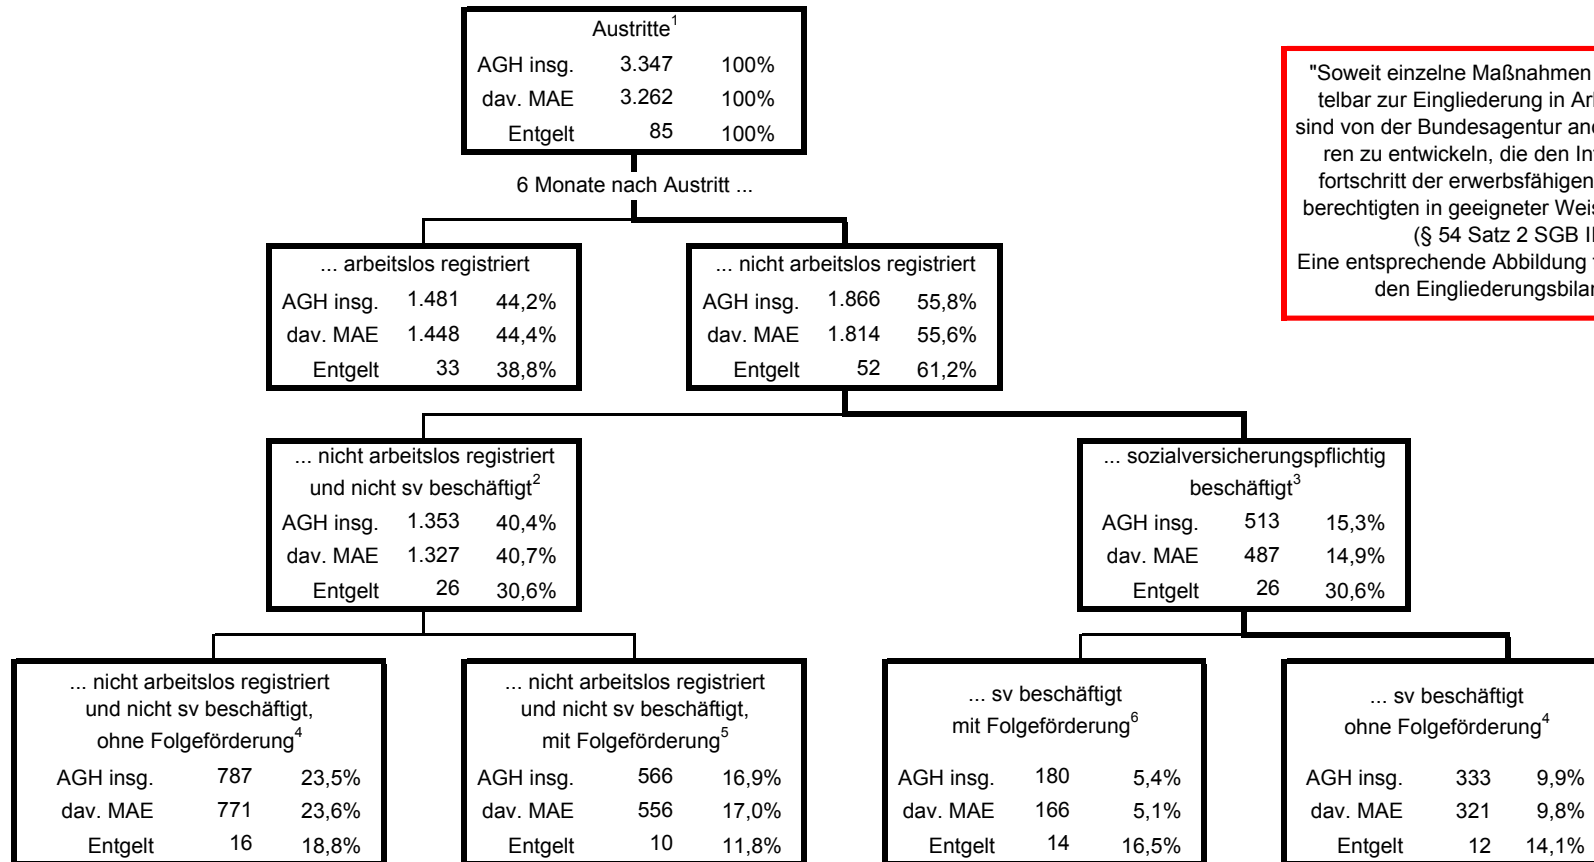 Austritte1
AGH insg. 3.347 100%
dav. MAE 3.262 100%
Entgelt 85 100%
"Soweit einzelne Maßnahmen
telbar zur Eingliederung in
sind von der Bundesagentur
ren zu entwickeln, die den
fortschritt der erwerbsfähigen
berechtigten in geeigneter
(§ 54 Satz 2 SGB
Eine entsprechende Abbildung
den
6 Monate nach Austritt ...
... arbeitslos registriert
AGH insg. 1.481 44,2%
dav. MAE 1.448 44,4%
Entgelt 33 38,8%
... nicht arbeitslos registriert
AGH insg. 1.866 55,8%
dav. MAE 1.814 55,6%
Entgelt 52 61,2%
... nicht arbeitslos registriert
und nicht sv beschäftigt2
AGH insg. 1.353 40,4%
dav. MAE 1.327 40,7%
Entgelt 26 30,6%
... sozialversicherungspflichtig
beschäftigt3
AGH insg. 513 15,3%
dav. MAE 487 14,9%
Entgelt 26 30,6%
... nicht arbeitslos registriert
und nicht sv beschäftigt,
ohne Folgeförderung4
AGH insg. 787 23,5%
dav. MAE 771 23,6%
Entgelt 16 18,8%
... nicht arbeitslos registriert
und nicht sv beschäftigt,
mit Folgeförderung5
AGH insg. 566 16,9%
dav. MAE 556 17,0%
Entgelt 10 11,8%
... sv beschäftigt
mit Folgeförderung6
AGH insg. 180 5,4%
dav. MAE 166 5,1%
Entgelt 14 16,5%
... sv beschäftigt
ohne Folgeförderung4
AGH insg. 333 9,9%
dav. MAE 321 9,8%
Entgelt 12 14,1%